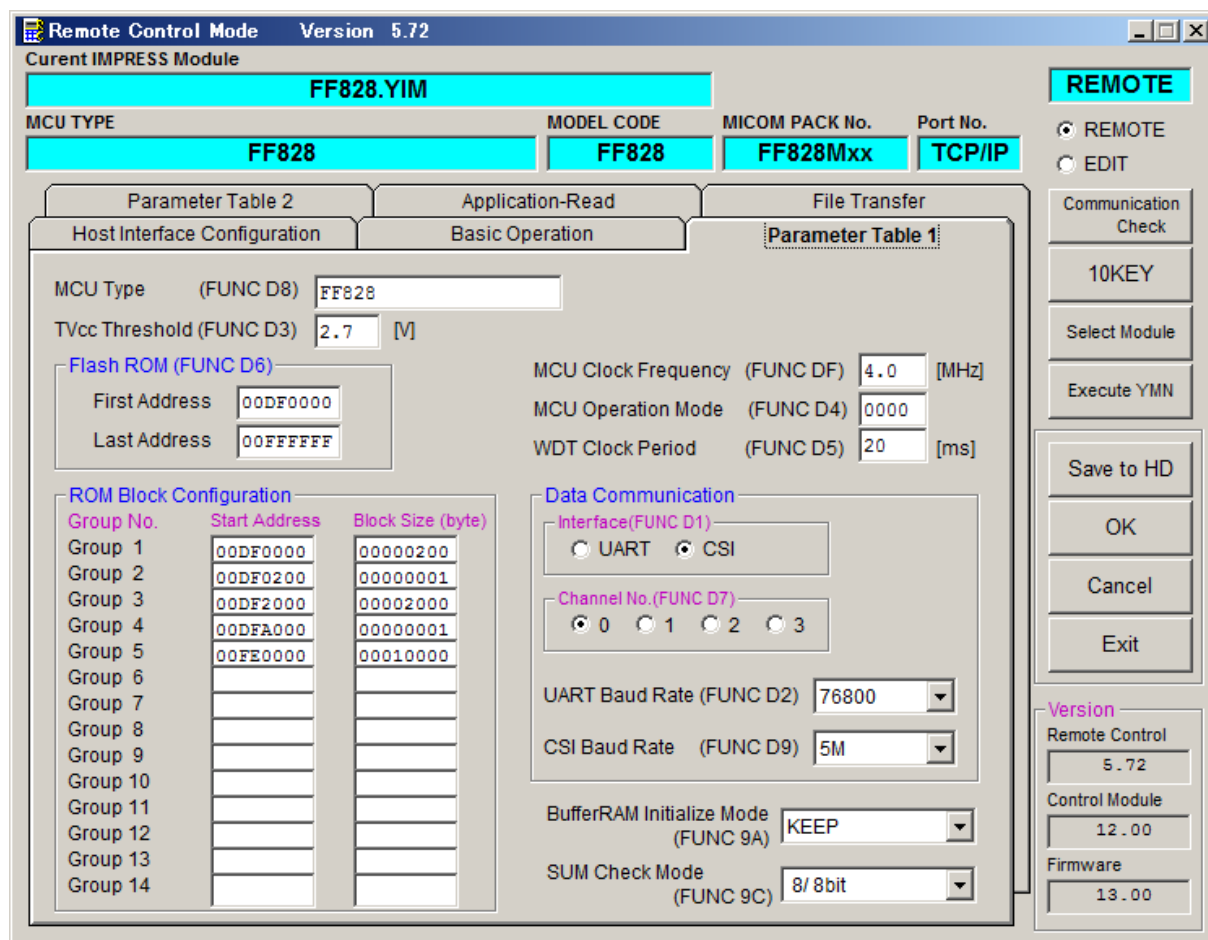 Remote Control Mode Version 5.72
Curent IMPRESS Module
FF828.YIM
REMOTE
MCU TYPE MODEL CODE MICOM PACK No. Port No.
FF828 FF828 FF828Mxx TCP/IP
REMOTE
EDIT
Parameter Table 2 Application-Read File Transfer
Host Interface Configuration Basic Operation Parameter Table 1
Communication
Check
10KEY
Select Module
Execute YMN
Save to HD
OK
Cancel
Exit
MCU Type (FUNC D8) FF828
TVcc Threshold (FUNC D3) 2.7 [V]
Flash ROM (FUNC D6)
First Address 00DF0000
Last Address 00FFFFFF
MCU Clock Frequency (FUNC DF) 4.0 [MHz]
MCU Operation Mode (FUNC D4) 0000
WDT Clock Period (FUNC D5) 20 [ms]
ROM Block Configuration
Group No. Start Address Block Size (byte)
Group 1 00DF0000 00000200
Group 2 00DF0200 00000001
Group 3 00DF2000 00002000
Group 4 00DFA000 00000001
Group 5 00FE0000 00010000
Group 6
Group 7
Group 8
Group 9
Group 10
Group 11
Group 12
Group 13
Group 14
Data Communication
Interface(FUNC D1)
UART CSI
Channel No.(FUNC D7)
0 1 2 3
UART Baud Rate (FUNC D2) 76800
CSI Baud Rate (FUNC D9) 5M
BufferRAM Initialize Mode
(FUNC 9A) KEEP
SUM Check Mode
(FUNC 9C) 8/ 8bit
Version
Remote Control
5.72
Control Module
12.00
Firmware
13.00